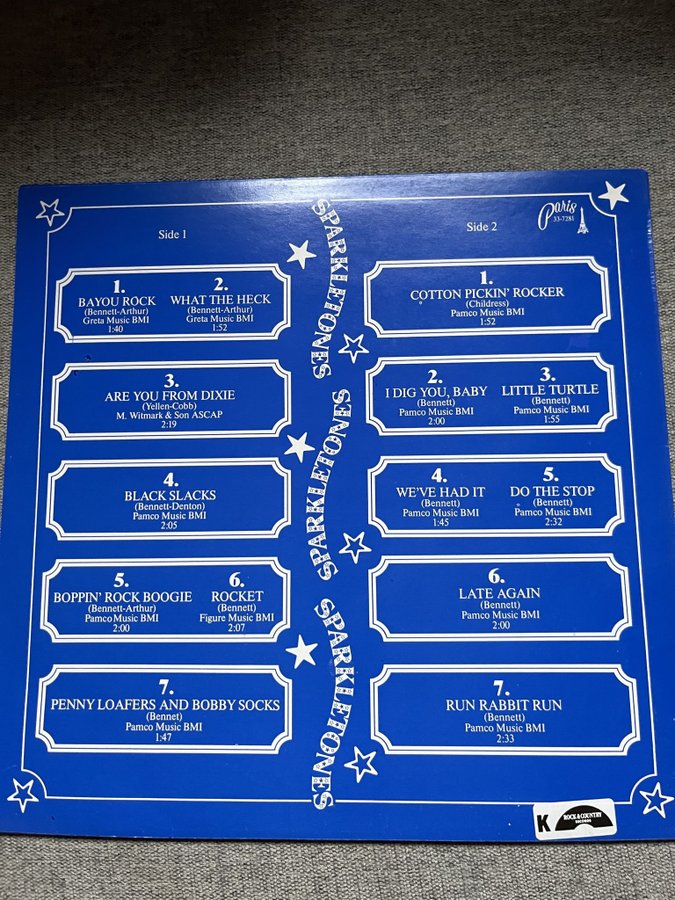 Side 1
1.
BAYOU ROCK
(Bennett-Arthur)
Greta Music BMI
1:40
2.
WHAT THE HECK
(Bennett-Arthur)
Greta Music BMI
1:52
3.
ARE YOU FROM DIXIE
(Yellen-Cobb)
M. Witmark & Son ASCAP
2:19
4.
BLACK SLACKS
(Bennett-Denton)
Pamco Music BMI
2:05
5.
BOPPIN' ROCK BOOGIE
(Bennett-Arthur)
Pamco Music BMI
2:00
6.
ROCKET
(Bennett)
Figure Music BMI
2:07
7.
PENNY LOAFERS AND BOBBY SOCKS
(Bennet)
Pamco Music BMI
1:47
SPARKLETONES
SPARKLETONES
SPARKLETONES
Paris
33-7281
Side 2
1.
COTTON PICKIN' ROCKER
(Childress)
Pamco Music BMI
1:52
2.
I DIG YOU, BABY
(Bennett)
Pamco Music BMI
2:00
3.
LITTLE TURTLE
(Bennett)
Pamco Music BMI
1:55
4.
WE'VE HAD IT
(Bennett)
Pamco Music BMI
1:45
5.
DO THE STOP
(Bennett)
Pamco Music BMI
2:32
6.
LATE AGAIN
(Bennett)
Pamco Music BMI
2:00
7.
RUN RABBIT RUN
(Bennett)
Pamco Music BMI
2:33
K
ROCK & COUNTRY
RECORDS